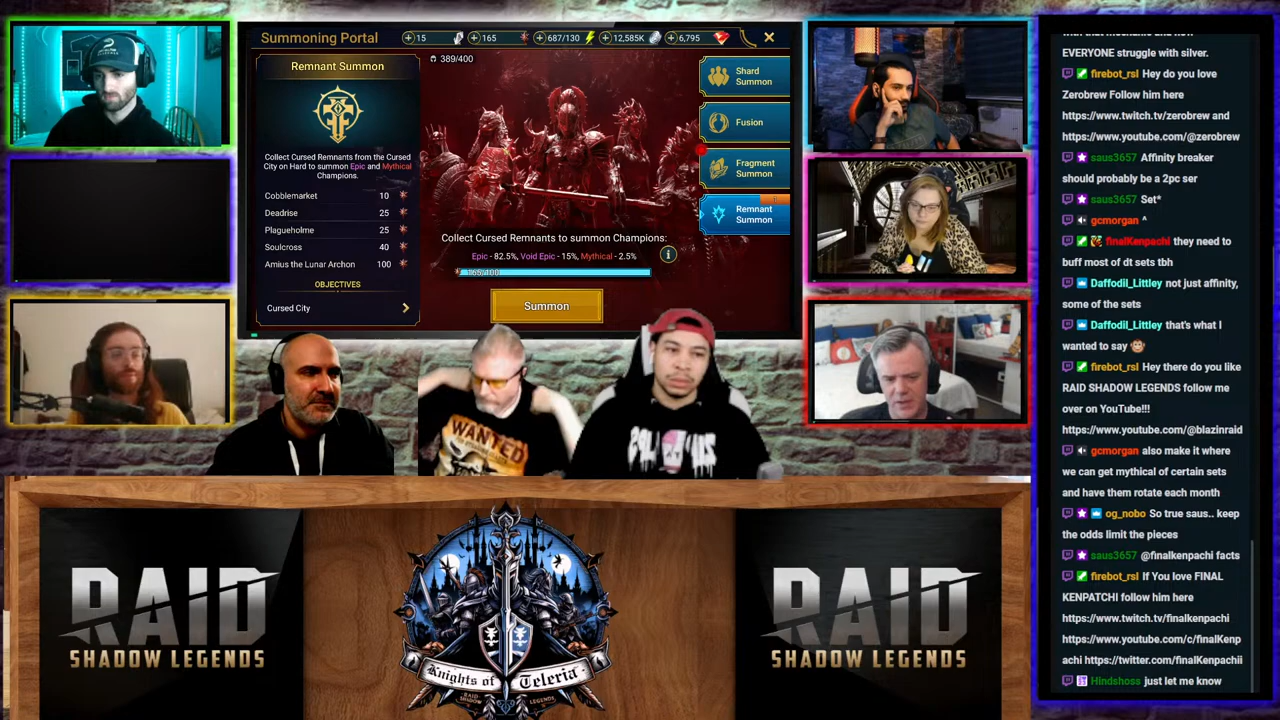 Summoning Portal
15
165
687/130
12,585K
6,795
Remnant Summon
Collect Cursed Remnants from the Cursed
City on Hard to summon Epic and Mythical
Champions.
Cobblemarket 10
Deadrise 25
Plagueholme 25
Soulcross 40
Amius the Lunar Archon 100
OBJECTIVES
Cursed City
389/400
Collect Cursed Remnants to summon Champions:
Epic - 82.5%, Void Epic - 15%, Mythical - 2.5%
165/100
Summon
Shard
Summon
Fusion
Fragment
Summon
Remnant
Summon
WANTED
RAID
SHADOW LEGENDS
Knights of Teleria
RAID
SHADOW
LEGENDS
RAID
SHADOW LEGENDS
EVERYONE struggle with silver.
firebot_rsl Hey do you love
Zerobrew Follow him here
https://www.twitch.tv/zerobrew and
https://www.youtube.com/@zerobrew
saus3657 Affinity breaker
should probably be a 2pc ser
saus3657 Set*
gcmorgan ^
finalKenpachi they need to
buff most of dt sets tbh
Daffodil_Littley not just affinity,
some of the sets
Daffodil_Littley that's what I
wanted to say
firebot_rsl Hey there do you like
RAID SHADOW LEGENDS follow me
over on YouTube!!!
https://www.youtube.com/@blazinraid
gcmorgan also make it where
we can get mythical of certain sets
and have them rotate each month
og_nobo So true saus.. keep
the odds limit the pieces
saus3657 @finalkenpachi facts
firebot_rsl If You love FINAL
KENPATCHI follow him here
https://www.twitch.tv/finalkenpachi
https://www.youtube.com/c/finalKenp
achi https://twitter.com/finalKenpachii
Hindshoss just let me know